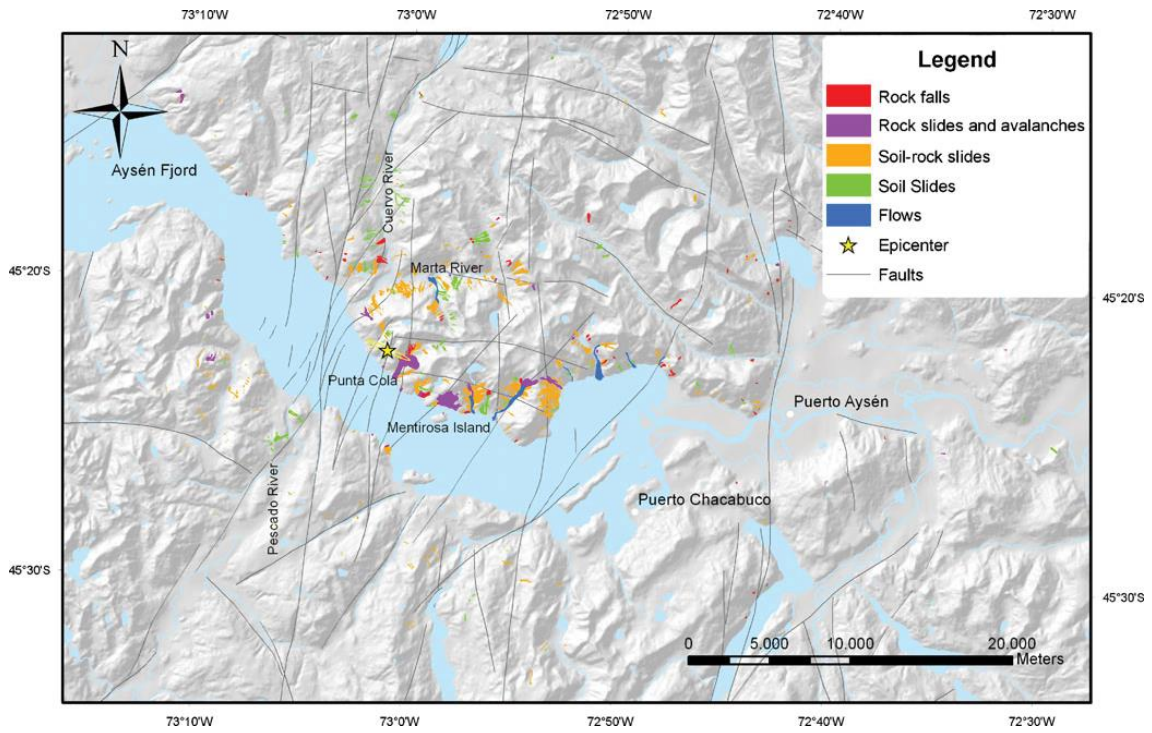 73°10'W 73°0'W 72°50'W 72°40'W 72°30'W
N
Legend
Rock falls
Rock slides and avalanches
Soil-rock slides
Soil Slides
Flows
Epicenter
Faults
Aysén Fjord
Cuervo River
45°20'S
Marta River
45°20'S
Punta Cola
Puerto Aysén
Mentirosa Island
Pescado River
Puerto Chacabuco
45°30'S
45°30'S
0 5.000 10.000 20.000
Meters
73°10'W 73°0'W 72°50'W 72°40'W 72°30'W